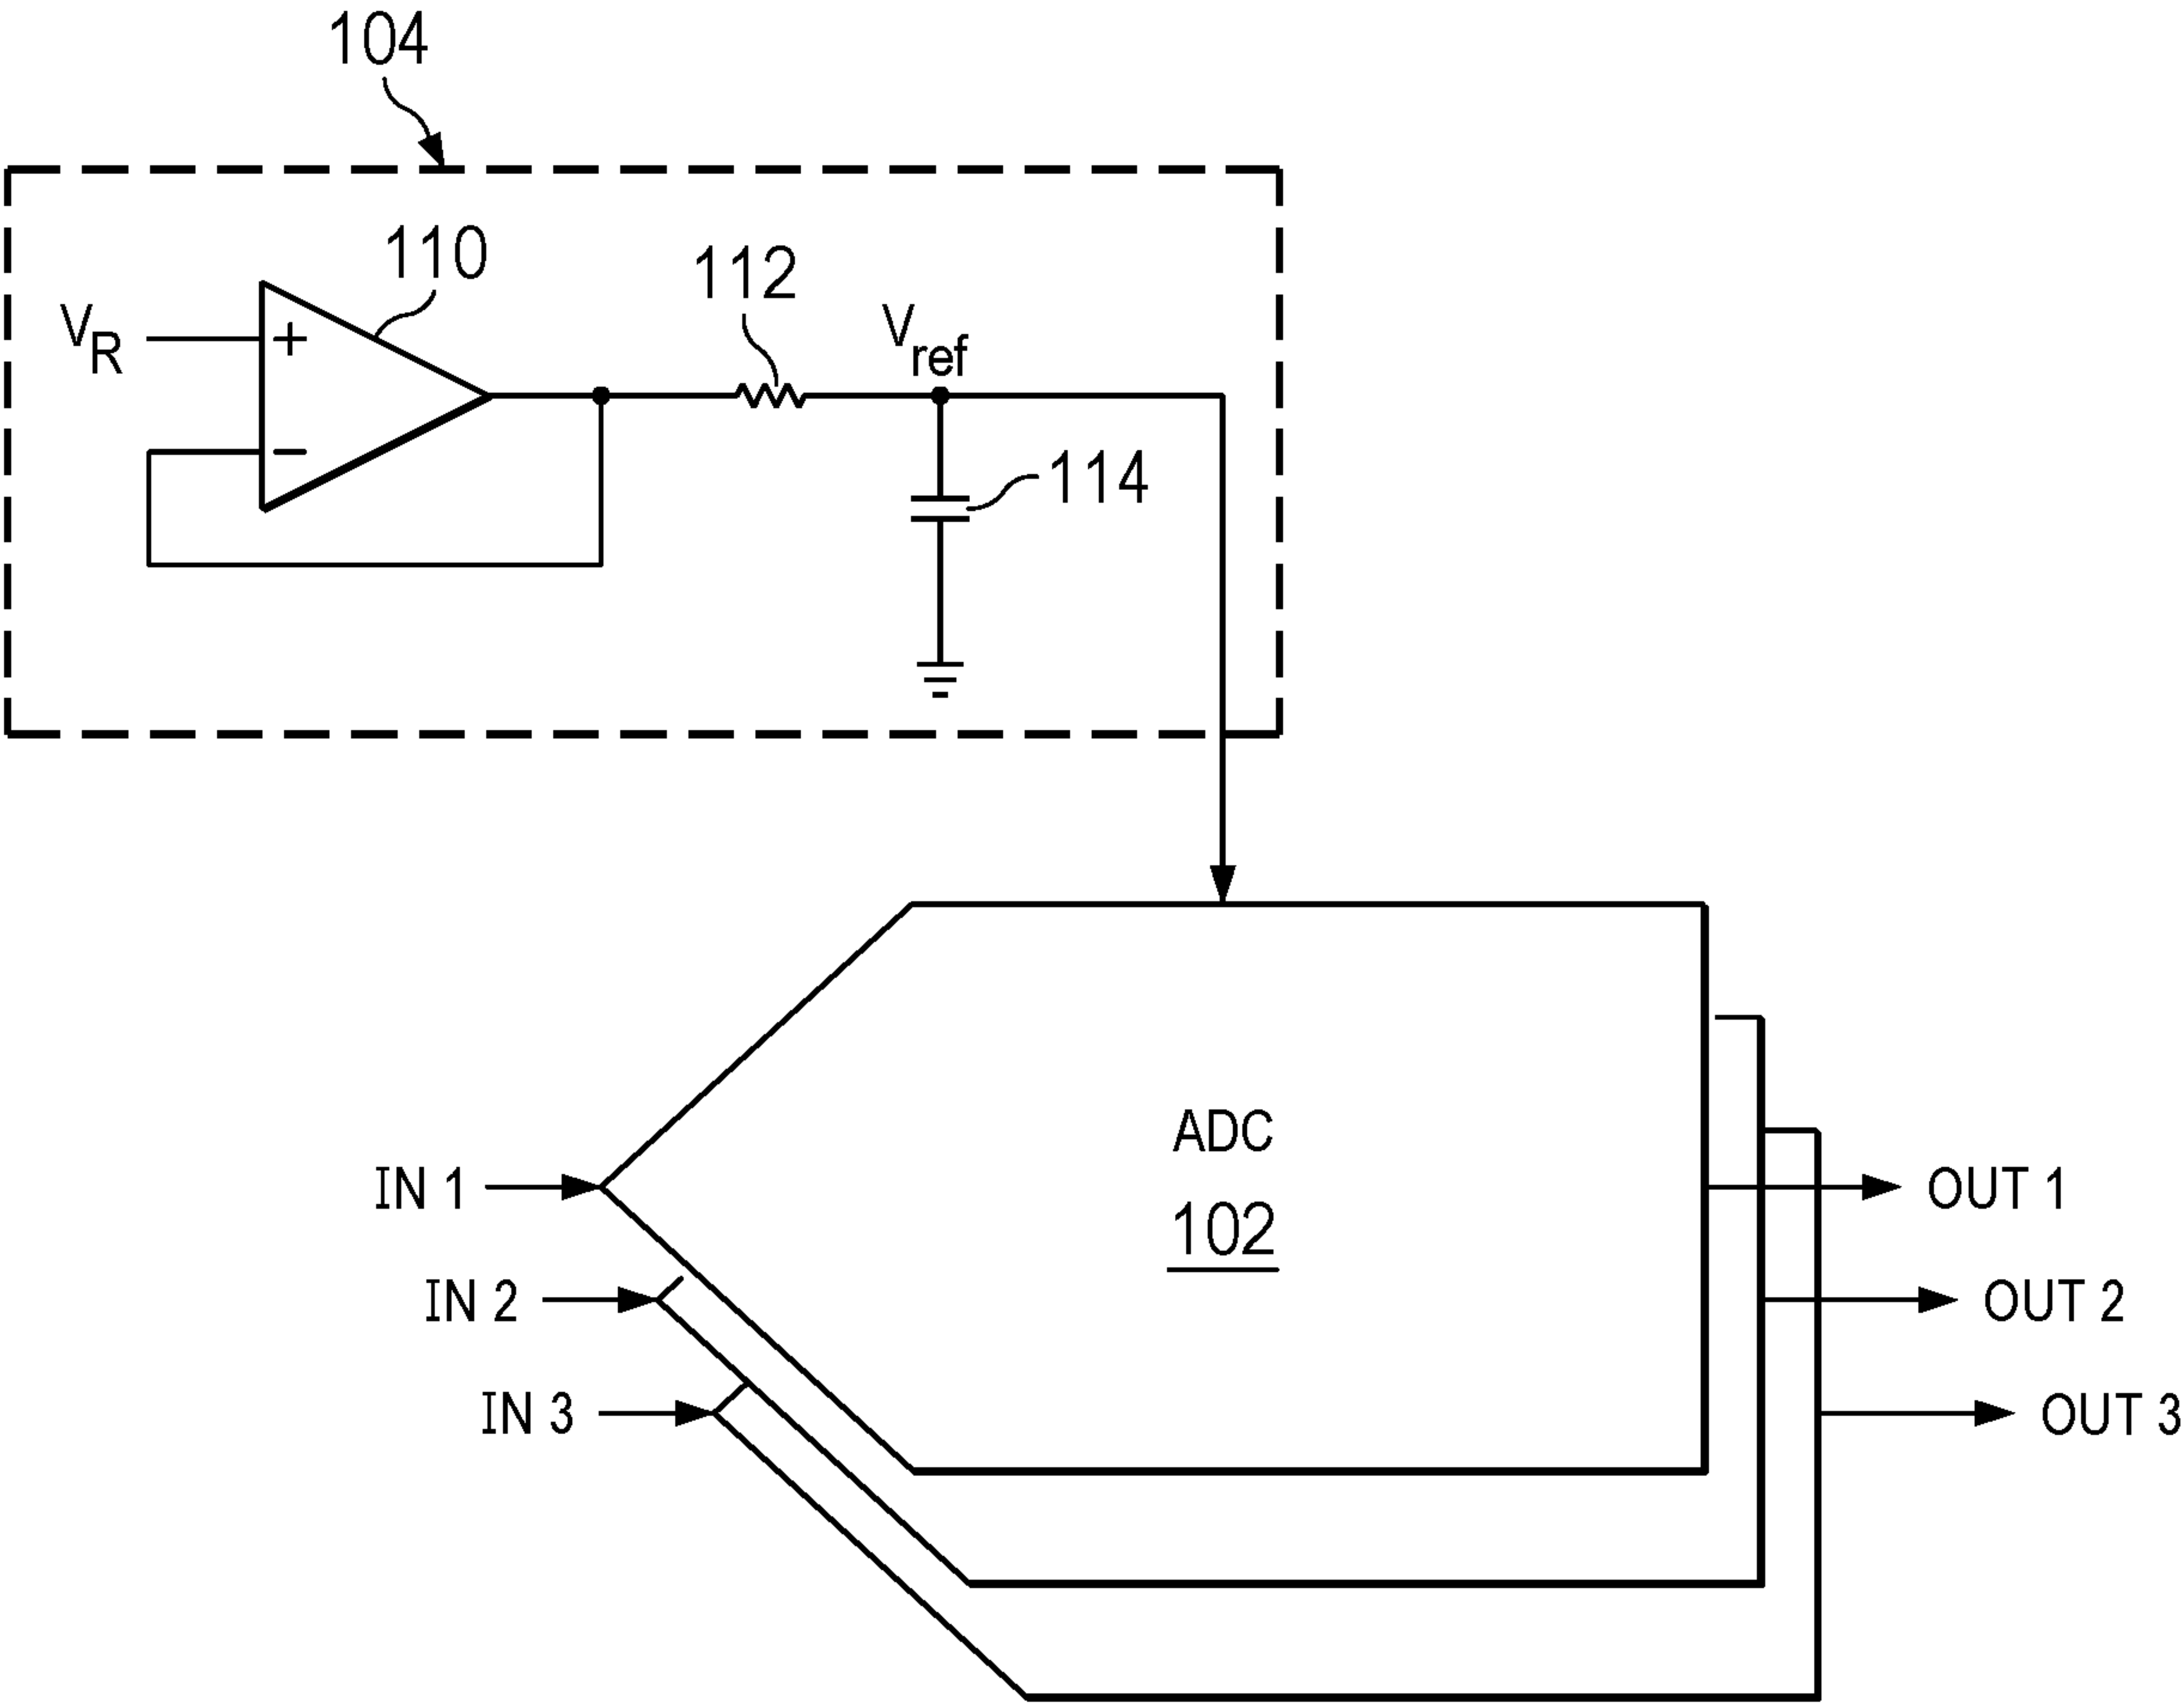 104
110
112
V_R
V_ref
+
−
114
ADC
102
IN 1
OUT 1
IN 2
OUT 2
IN 3
OUT 3